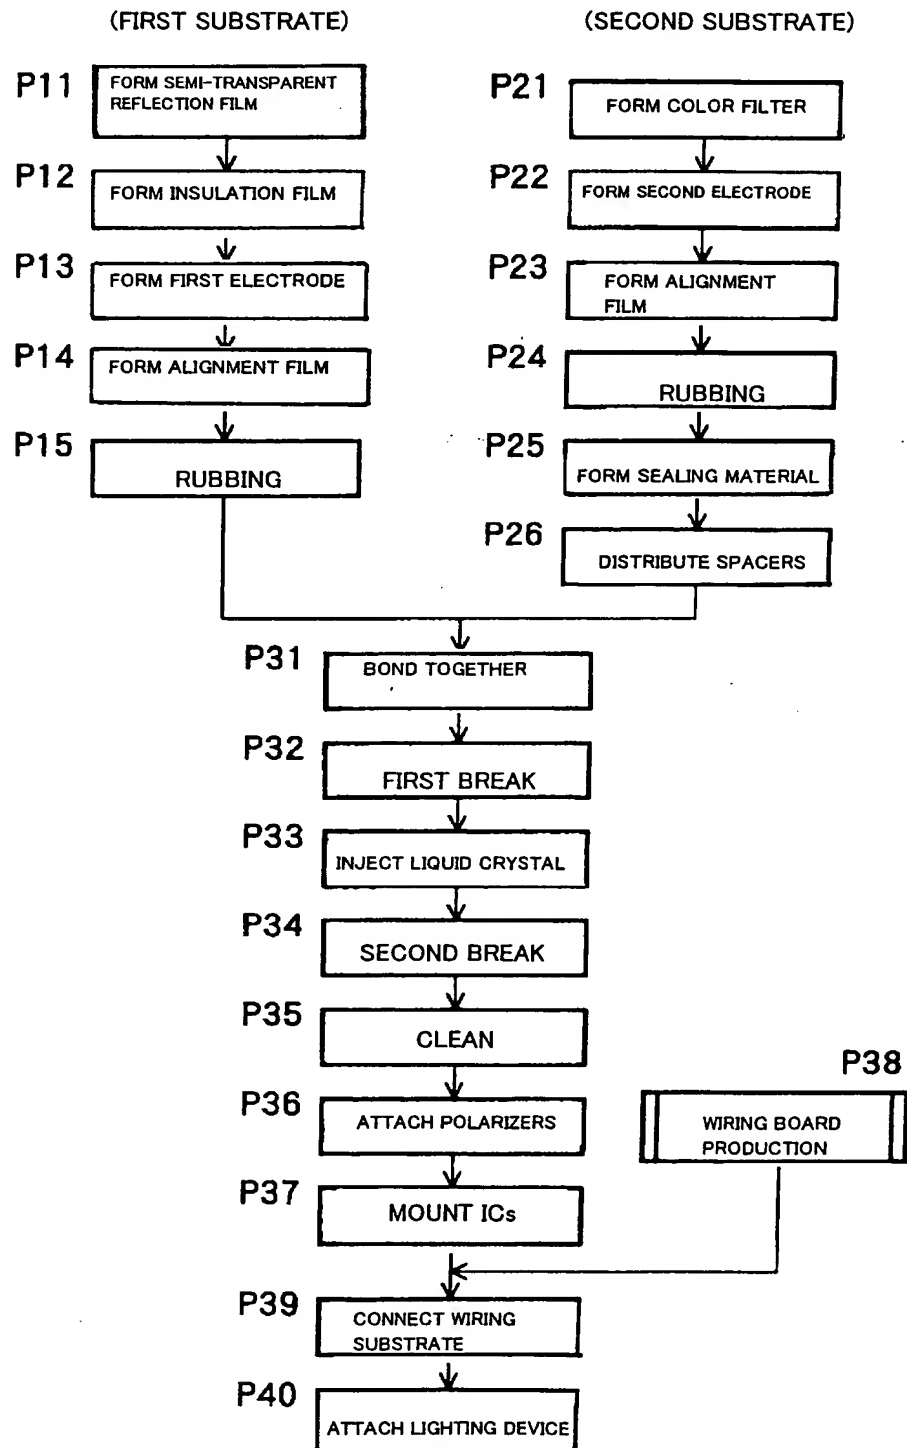 (FIRST SUBSTRATE)
P11
FORM SEMI-TRANSPARENT
REFLECTION FILM
P12
FORM INSULATION FILM
P13
FORM FIRST ELECTRODE
P14
FORM ALIGNMENT FILM
P15
RUBBING
(SECOND SUBSTRATE)
P21
FORM COLOR FILTER
P22
FORM SECOND ELECTRODE
P23
FORM ALIGNMENT
FILM
P24
RUBBING
P25
FORM SEALING MATERIAL
P26
DISTRIBUTE SPACERS
P31
BOND TOGETHER
P32
FIRST BREAK
P33
INJECT LIQUID CRYSTAL
P34
SECOND BREAK
P35
CLEAN
P36
ATTACH POLARIZERS
P37
MOUNT ICs
P38
WIRING BOARD
PRODUCTION
P39
CONNECT WIRING
SUBSTRATE
P40
ATTACH LIGHTING DEVICE